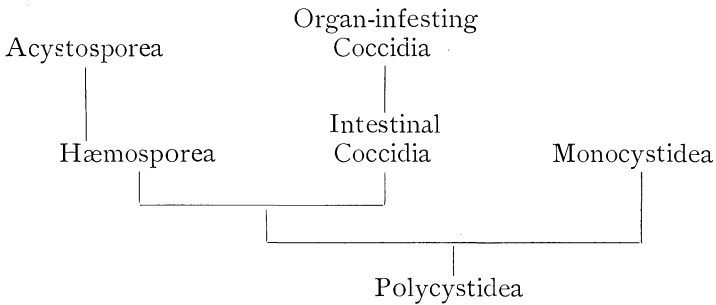 Organ-infesting
Acystosporea Coccidia
Intestinal
Hæmosporea Coccidia Monocystidea
Polycystidea